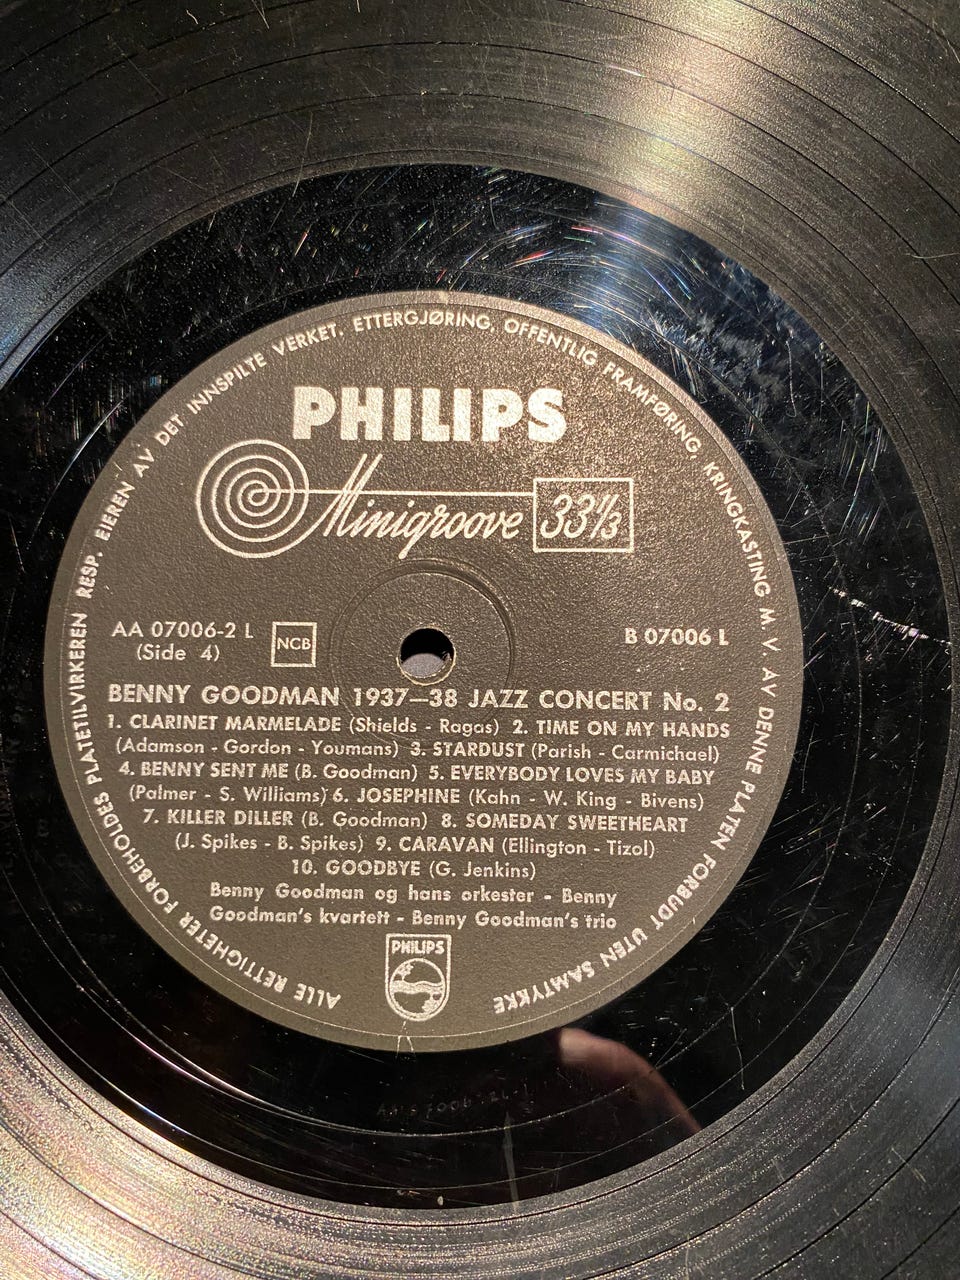 ALLE RETTIGHETER FORBEHOLDES PLATETILVIRKEREN RESP. EIEREN AV DET INNSPILTE VERKET. ETTERGJØRING, OFFENTLIG FRAMFØRING, KRINGKASTING M. V. AV DENNE PLATEN FORBUDT UTEN SAMTYKKE
PHILIPS
Minigroove 33⅓
AA 07006-2 L
(Side 4)
NCB
B 07006 L
BENNY GOODMAN 1937—38 JAZZ CONCERT No. 2
1. CLARINET MARMELADE (Shields - Ragas) 2. TIME ON MY HANDS
(Adamson - Gordon - Youmans) 3. STARDUST (Parish - Carmichael)
4. BENNY SENT ME (B. Goodman) 5. EVERYBODY LOVES MY BABY
(Palmer - S. Williams) 6. JOSEPHINE (Kahn - W. King - Bivens)
7. KILLER DILLER (B. Goodman) 8. SOMEDAY SWEETHEART
(J. Spikes - B. Spikes) 9. CARAVAN (Ellington - Tizol)
10. GOODBYE (G. Jenkins)
Benny Goodman og hans orkester - Benny
Goodman's kvartett - Benny Goodman's trio
PHILIPS